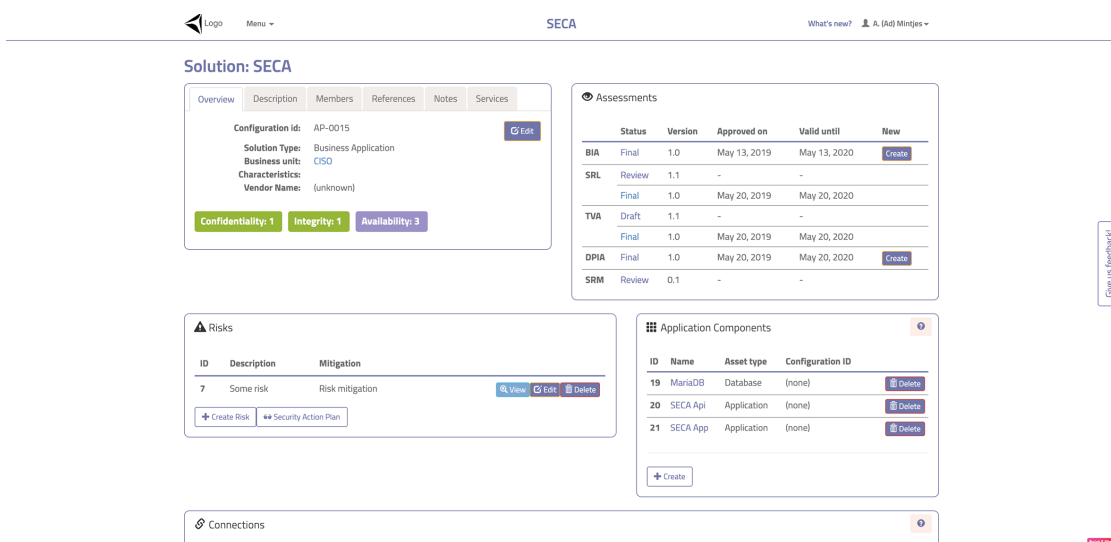 Logo Menu SECA What's new? A. (Ad) Mintjes
Solution: SECA
Overview Description Members References Notes Services
Configuration id: AP-0015 Edit
Solution Type: Business Application
Business unit: CISO
Characteristics:
Vendor Name: (unknown)
Confidentiality: 1 Integrity: 1 Availability: 3
Assessments
Status Version Approved on Valid until New
BIA Final 1.0 May 13, 2019 May 13, 2020 Create
SRL Review 1.1 - -
Final 1.0 May 20, 2019 May 20, 2020
TVA Draft 1.1 - -
Final 1.0 May 20, 2019 May 20, 2020
DPIA Final 1.0 May 20, 2019 May 20, 2020 Create
SRM Review 0.1 - -
Give us feedback!
Risks
ID Description Mitigation
7 Some risk Risk mitigation View Edit Delete
Create Risk Security Action Plan
Application Components ?
ID Name Asset type Configuration ID
19 MariaDB Database (none) Delete
20 SECA Api Application (none) Delete
21 SECA App Application (none) Delete
Create
Connections ?